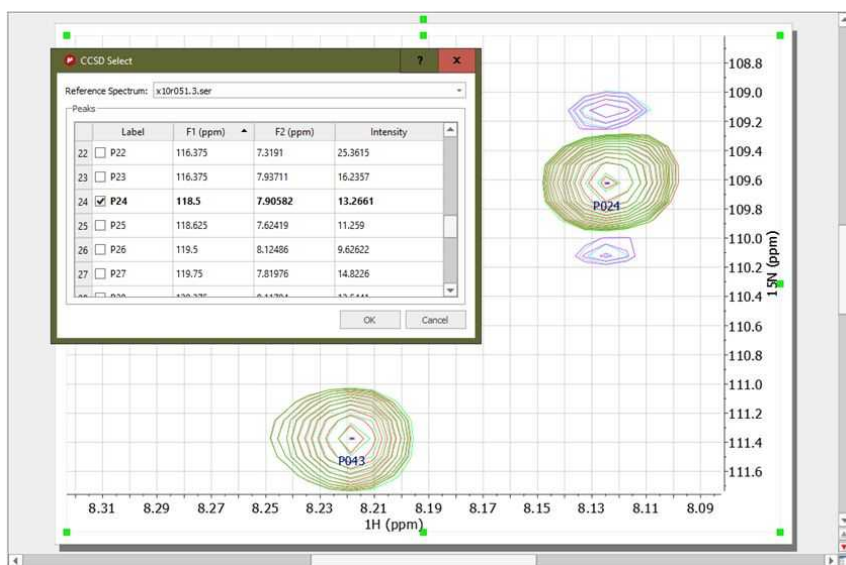 CCSD Select ? x
Reference Spectrum: x10r051.3.ser
Peaks
Label F1 (ppm) F2 (ppm) Intensity
22 P22 116.375 7.3191 25.3615
23 P23 116.375 7.93711 16.2357
24 P24 118.5 7.90582 13.2661
25 P25 118.625 7.62419 11.259
26 P26 119.5 8.12486 9.62622
27 P27 119.75 7.81976 14.8226
OK Cancel
P024
P043
108.8
109.0
109.2
109.4
109.6
109.8
110.0
110.2
110.4
110.6
110.8
111.0
111.2
111.4
111.6
15N (ppm)
8.31 8.29 8.27 8.25 8.23 8.21 8.19 8.17 8.15 8.13 8.11 8.09
1H (ppm)